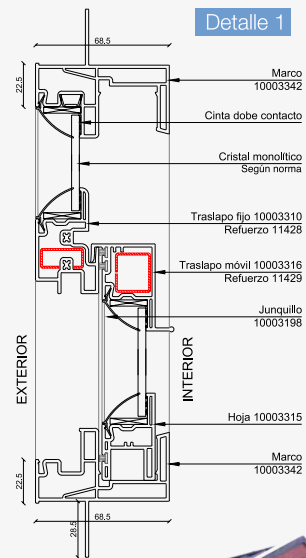 Detalle 1
68.5
22.5
Marco
10003342
Cinta dobe contacto
Cristal monolítico
Según norma
Traslapo fijo 10003310
Refuerzo 11428
Traslapo móvil 10003316
Refuerzo 11429
Junquillo
10003198
EXTERIOR
INTERIOR
Hoja 10003315
Marco
10003342
22.5
68.5
28.5